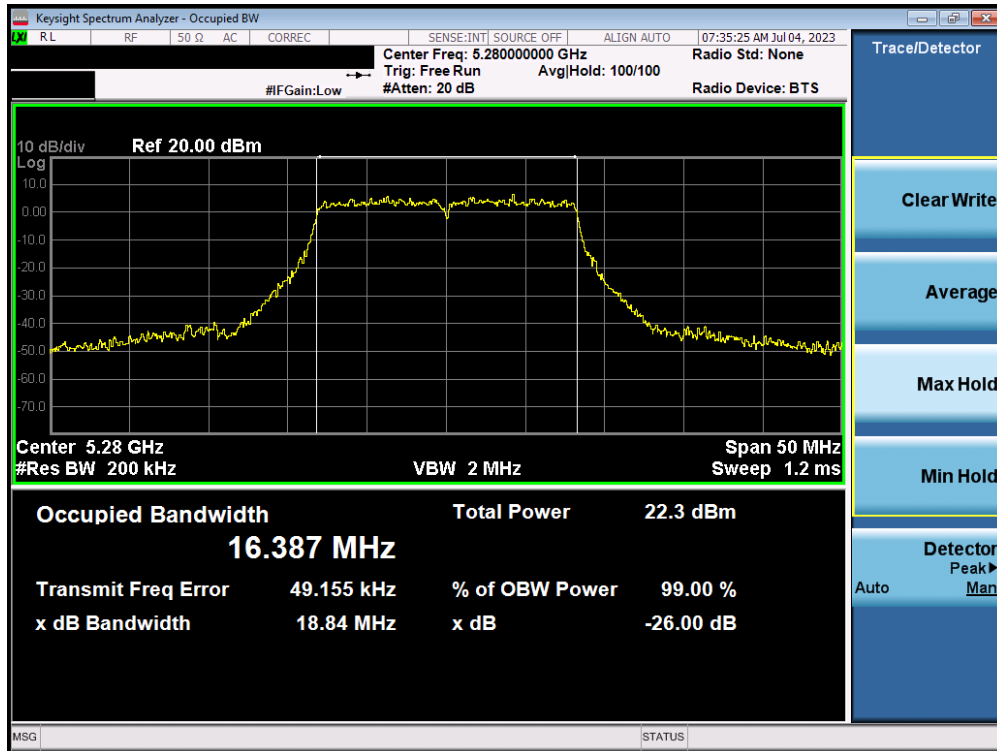 Keysight Spectrum Analyzer - Occupied BW
LXI RL RF 50 Ω AC CORREC SENSE:INT SOURCE OFF ALIGN AUTO 07:35:25 AM Jul 04, 2023
Center Freq: 5.280000000 GHz Radio Std: None
Trig: Free Run Avg|Hold: 100/100
#IFGain:Low #Atten: 20 dB Radio Device: BTS
10 dB/div Ref 20.00 dBm
Log
10.0
0.00
-10.0
-20.0
-30.0
-40.0
-50.0
-60.0
-70.0
Center 5.28 GHz Span 50 MHz
#Res BW 200 kHz VBW 2 MHz Sweep 1.2 ms
Occupied Bandwidth Total Power 22.3 dBm
16.387 MHz
Transmit Freq Error 49.155 kHz % of OBW Power 99.00 %
x dB Bandwidth 18.84 MHz x dB -26.00 dB
MSG STATUS
Trace/Detector
Clear Write
Average
Max Hold
Min Hold
Detector
Peak▶
Auto Man